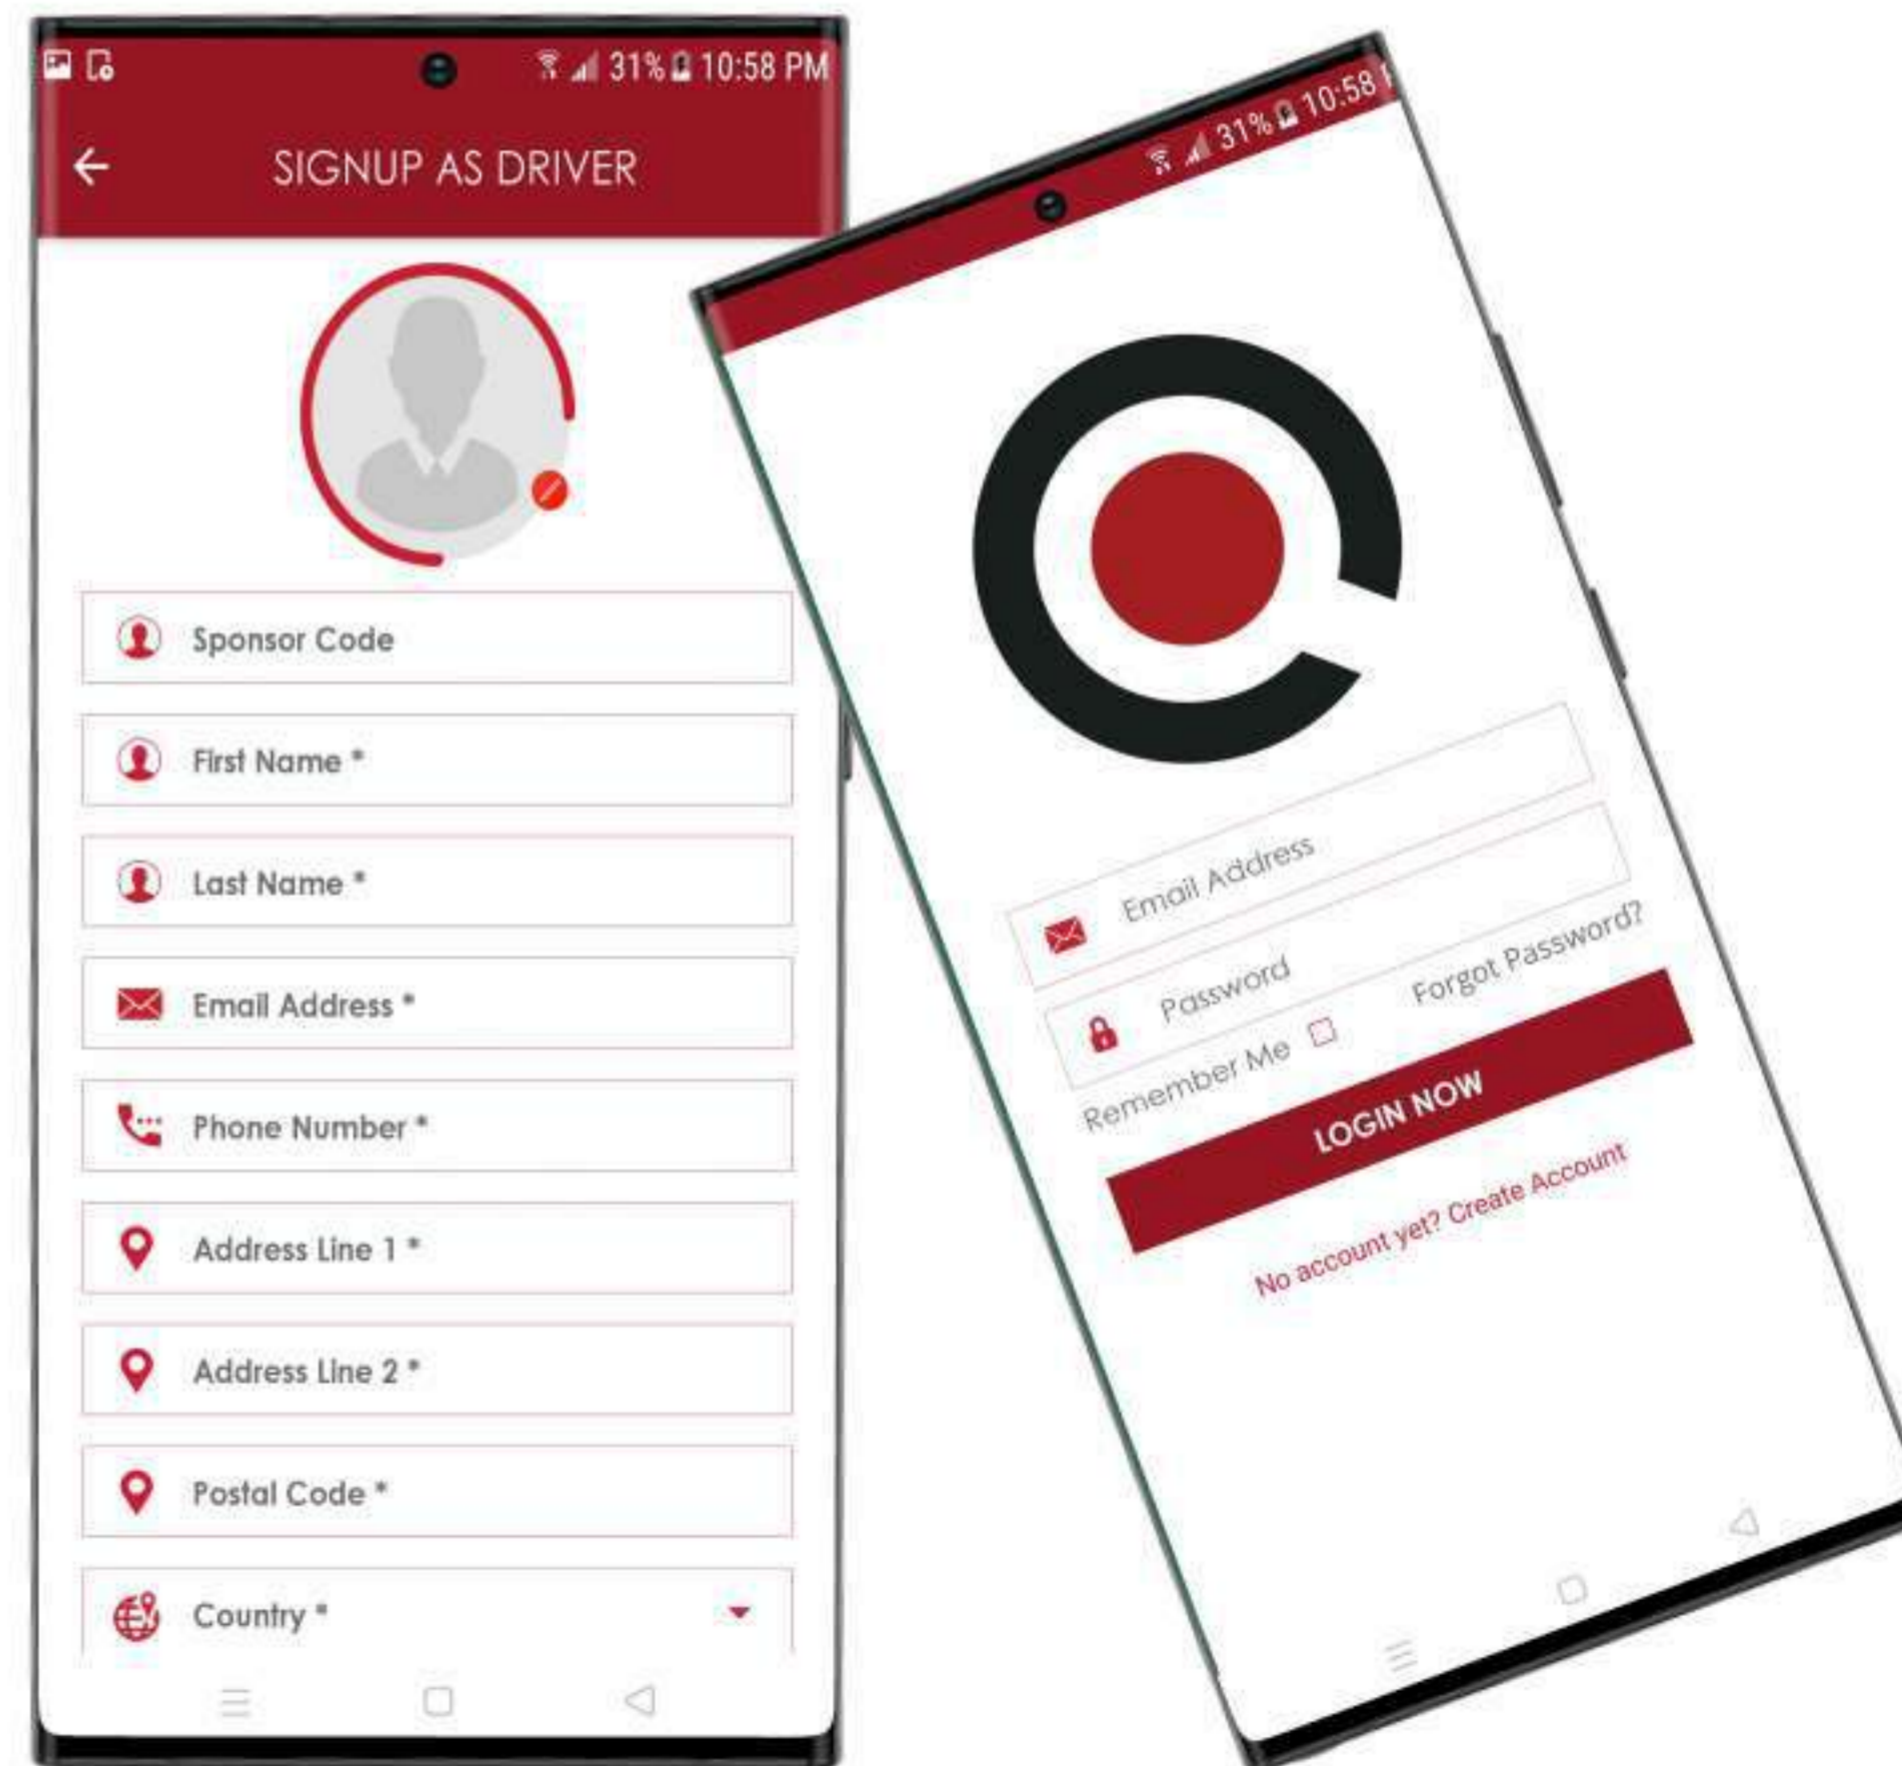 31% 10:58 PM
SIGNUP AS DRIVER
Sponsor Code
First Name *
Last Name *
Email Address *
Phone Number *
Address Line 1 *
Address Line 2 *
Postal Code *
Country *
31% 10:58
Email Address
Password
Remember Me
Forgot Password?
LOGIN NOW
No account yet? Create Account